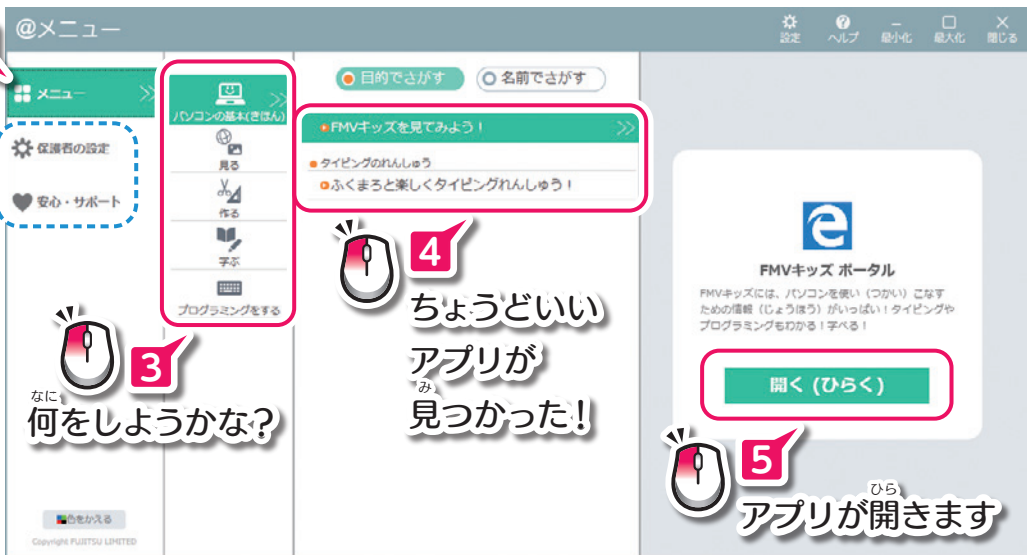 @メニュー
設定
ヘルプ
最小化
最大化
閉じる
メニュー
保護者の設定
安心・サポート
パソコンの基本(きほん)
見る
作る
学ぶ
プログラミングをする
3
なに
何をしようかな？
色をかえる
Copyright FUJITSU LIMITED
目的でさがす
名前でさがす
FMVキッズを見てみよう！
タイピングのれんしゅう
ふくまろと楽しくタイピングれんしゅう！
4
ちょうどいい
アプリが
み
見つかった！
FMVキッズ ポータル
FMVキッズには、パソコンを使い（つかい）こなす
ための情報（じょうほう）がいっぱい！タイピングや
プログラミングもわかる！学べる！
開く (ひらく)
5
ひら
アプリが開きます